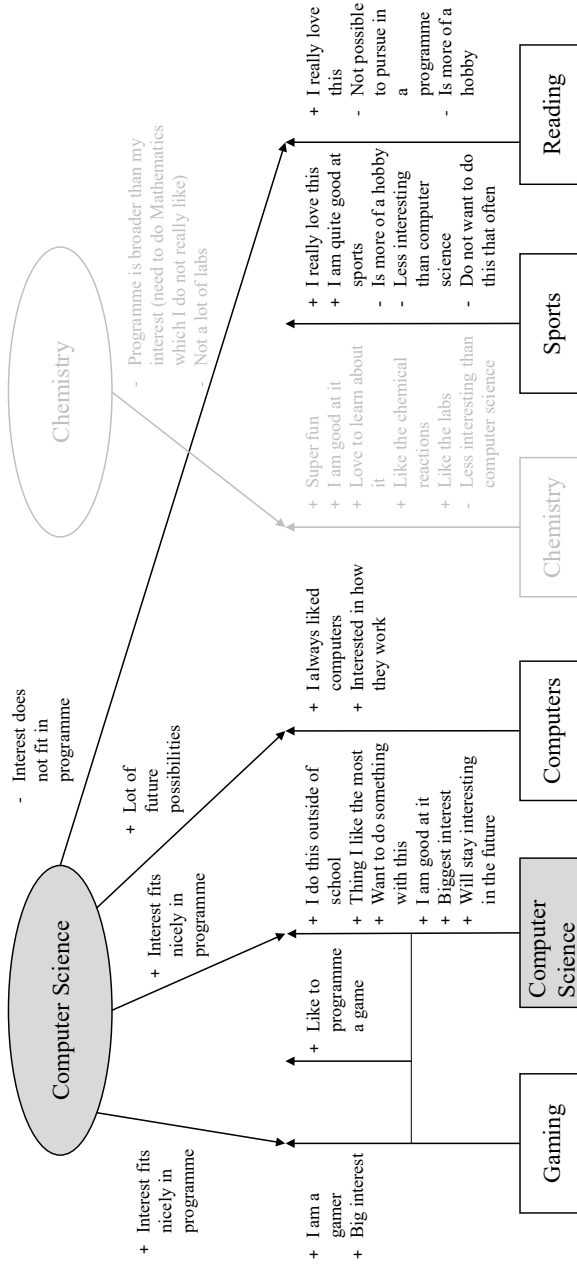 Computer Science
Chemistry
+ Interest fits
nicely in
programme
+ Interest fits
nicely in
programme
+ Lot of
future
possibilities
- Interest does
not fit in
programme
- Programme is broader than my
interest (need to do Mathematics
which I do not really like)
- Not a lot of labs
+ I am a
gamer
+ Big interest
+ Like to
programme
a game
+ I do this outside of
school
+ Thing I like the most
+ Want to do something
with this
+ I am good at it
+ Biggest interest
+ Will stay interesting
in the future
+ I always liked
computers
+ Interested in how
they work
+ Super fun
+ I am good at it
+ Love to learn about
it
+ Like the chemical
reactions
+ Like the labs
- Less interesting than
computer science
+ I really love this
+ I am quite good at
sports
- Is more of a hobby
- Less interesting
than computer
science
- Do not want to do
this that often
+ I really love
this
- Not possible
to pursue in
a
programme
- Is more of a
hobby
Gaming
Computer
Science
Computers
Chemistry
Sports
Reading